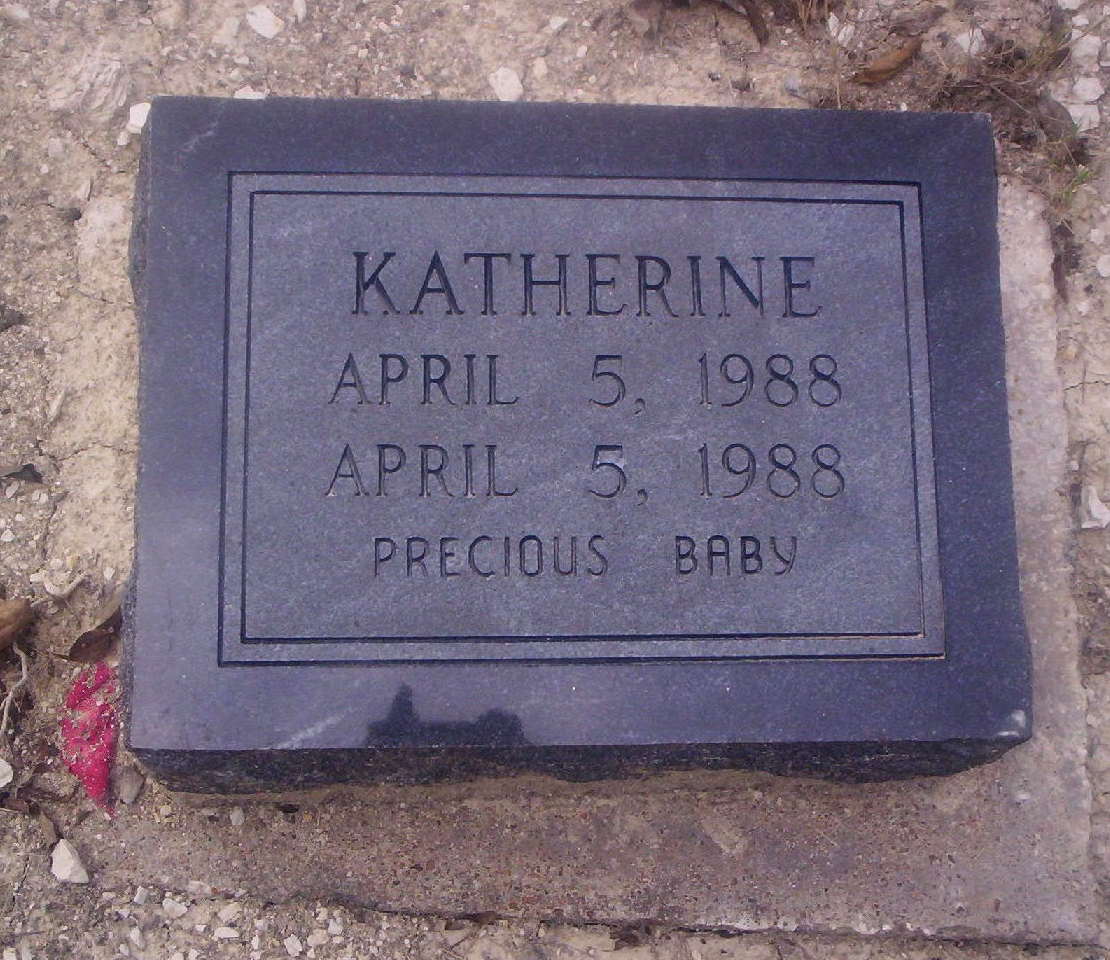 KATHERINE
APRIL 5, 1988
APRIL 5, 1988
PRECIOUS BABY